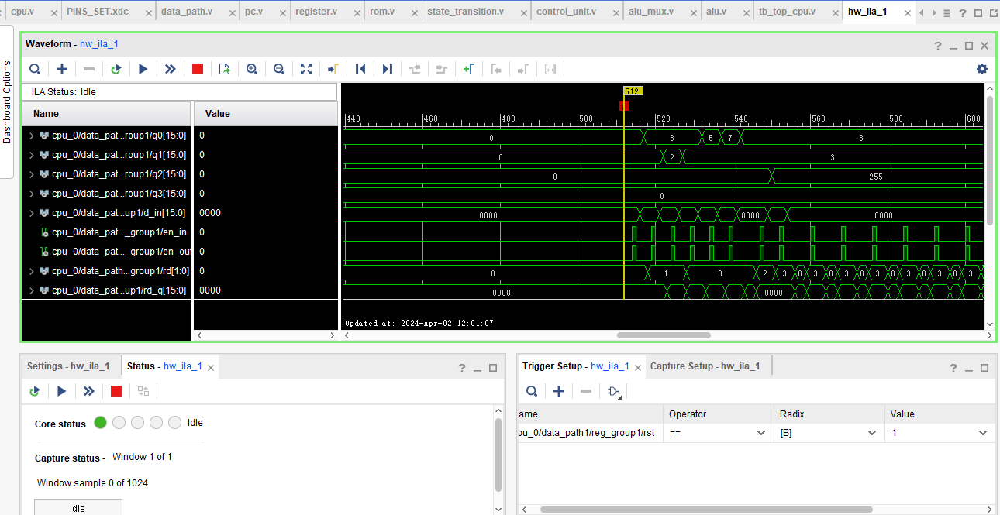 cpu.v PINS_SET.xdc data_path.v pc.v register.v rom.v state_transition.v control_unit.v alu_mux.v alu.v tb_top_cpu.v hw_ila_1
Dashboard Options
Waveform - hw_ila_1
ILA Status: Idle
Name Value
512
440 460 480 500 520 540 560 580 600
cpu_0/data_pat...roup1/q0[15:0] 0 0 8 5 7 8
cpu_0/data_pat...roup1/q1[15:0] 0 0 2 3
cpu_0/data_pat...roup1/q2[15:0] 0 0 255
cpu_0/data_pat...roup1/q3[15:0] 0 0
cpu_0/data_pat...up1/d_in[15:0] 0000 0000 0008 0000
cpu_0/data_pat..._group1/en_in 0
cpu_0/data_pat..._group1/en_ou 0
cpu_0/data_path...group1/rd[1:0] 0 0 1 0 2 3 0 3 0 3 0 3 0 3 0 3 0 3
cpu_0/data_pat...up1/rd_q[15:0] 0000 0000 0000
Updated at: 2024-Apr-02 12:01:07
Settings - hw_ila_1 Status - hw_ila_1
Core status Idle
Capture status - Window 1 of 1
Window sample 0 of 1024
Idle
Trigger Setup - hw_ila_1 Capture Setup - hw_ila_1
ame Operator Radix Value
pu_0/data_path1/reg_group1/rst == [B] 1